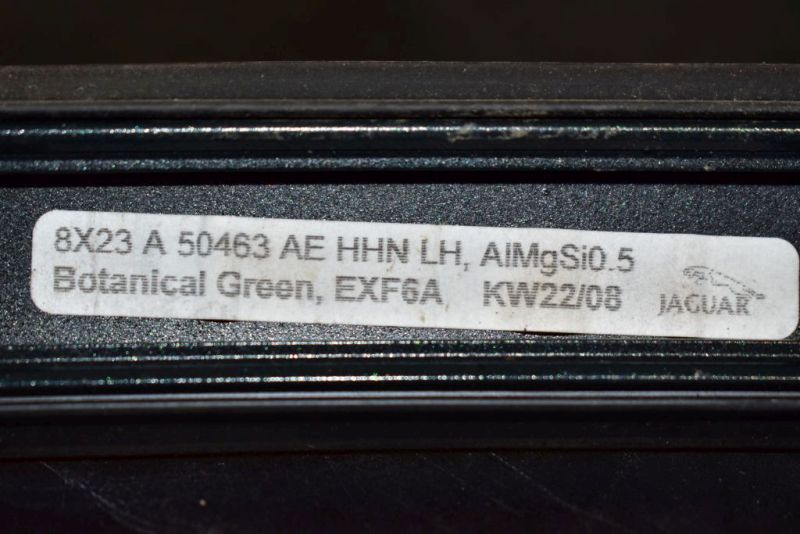 8X23 A 50463 AE HHN LH, AlMgSi0.5
Botanical Green, EXF6A KW22/08
JAGUAR